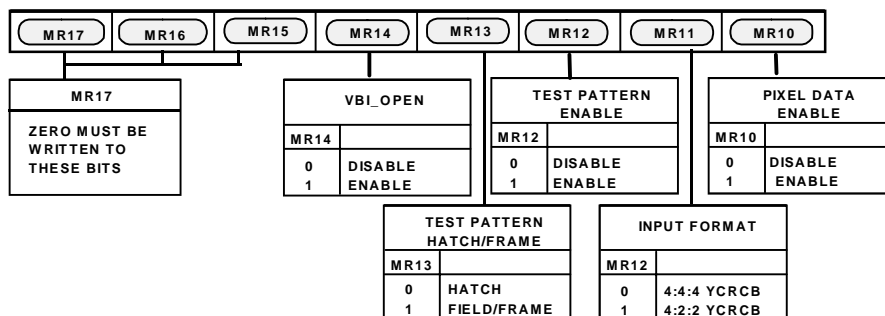 MR17 MR16 MR15 MR14 MR13 MR12 MR11 MR10
MR17
ZERO MUST BE
WRITTEN TO
THESE BITS
VBI_OPEN
MR14
0 DISABLE
1 ENABLE
TEST PATTERN
ENABLE
MR12
0 DISABLE
1 ENABLE
PIXEL DATA
ENABLE
MR10
0 DISABLE
1 ENABLE
TEST PATTERN
HATCH/FRAME
MR13
0 HATCH
1 FIELD/FRAME
INPUT FORMAT
MR12
0 4:4:4 YCRCB
1 4:2:2 YCRCB